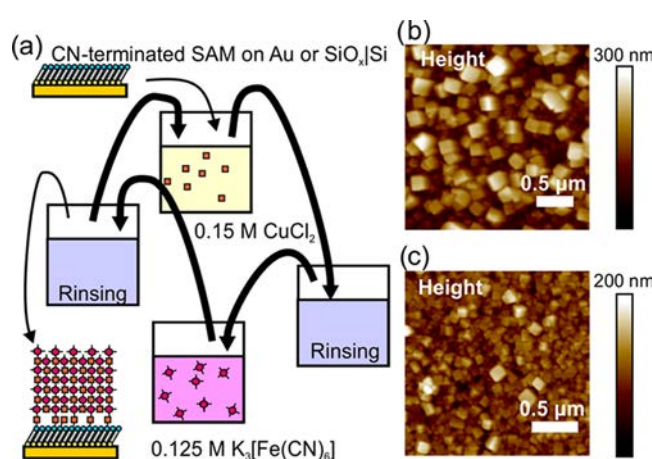 (a)
CN-terminated SAM on Au or SiOₓ|Si
0.15 M CuCl₂
Rinsing
Rinsing
0.125 M K₃[Fe(CN)₆]
(b)
Height
0.5 µm
300 nm
(c)
Height
0.5 µm
200 nm